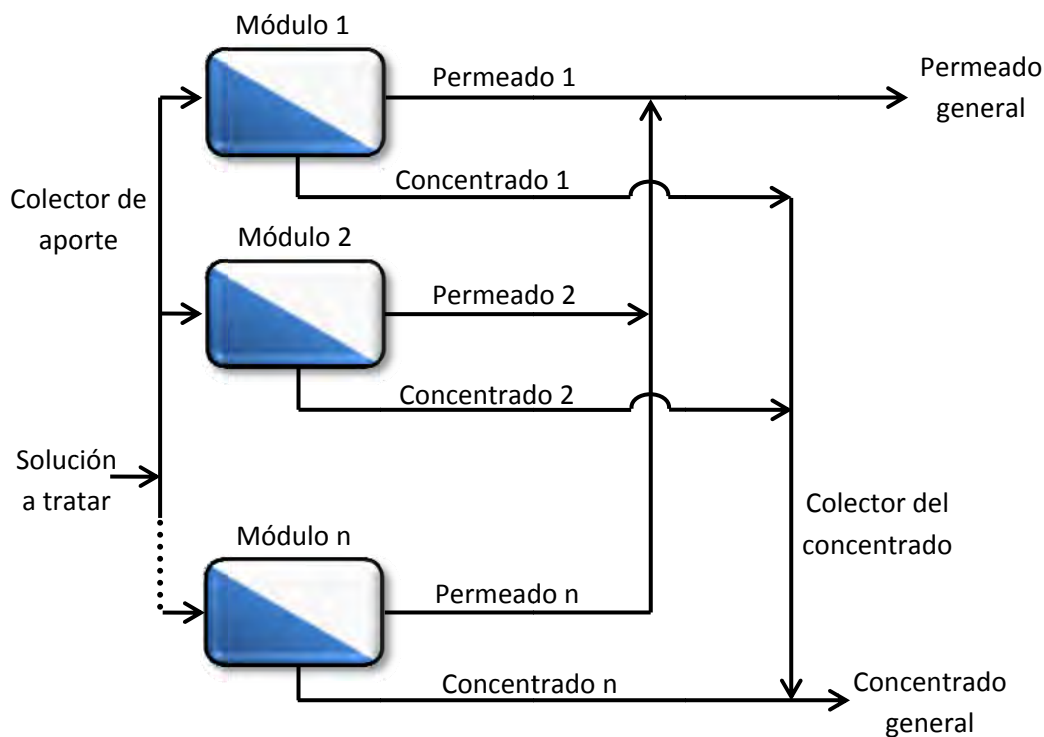 Módulo 1
Permeado 1
Permeado
general
Concentrado 1
Colector de
aporte
Módulo 2
Permeado 2
Concentrado 2
Solución
a tratar
Colector del
concentrado
Módulo n
Permeado n
Concentrado n
Concentrado
general